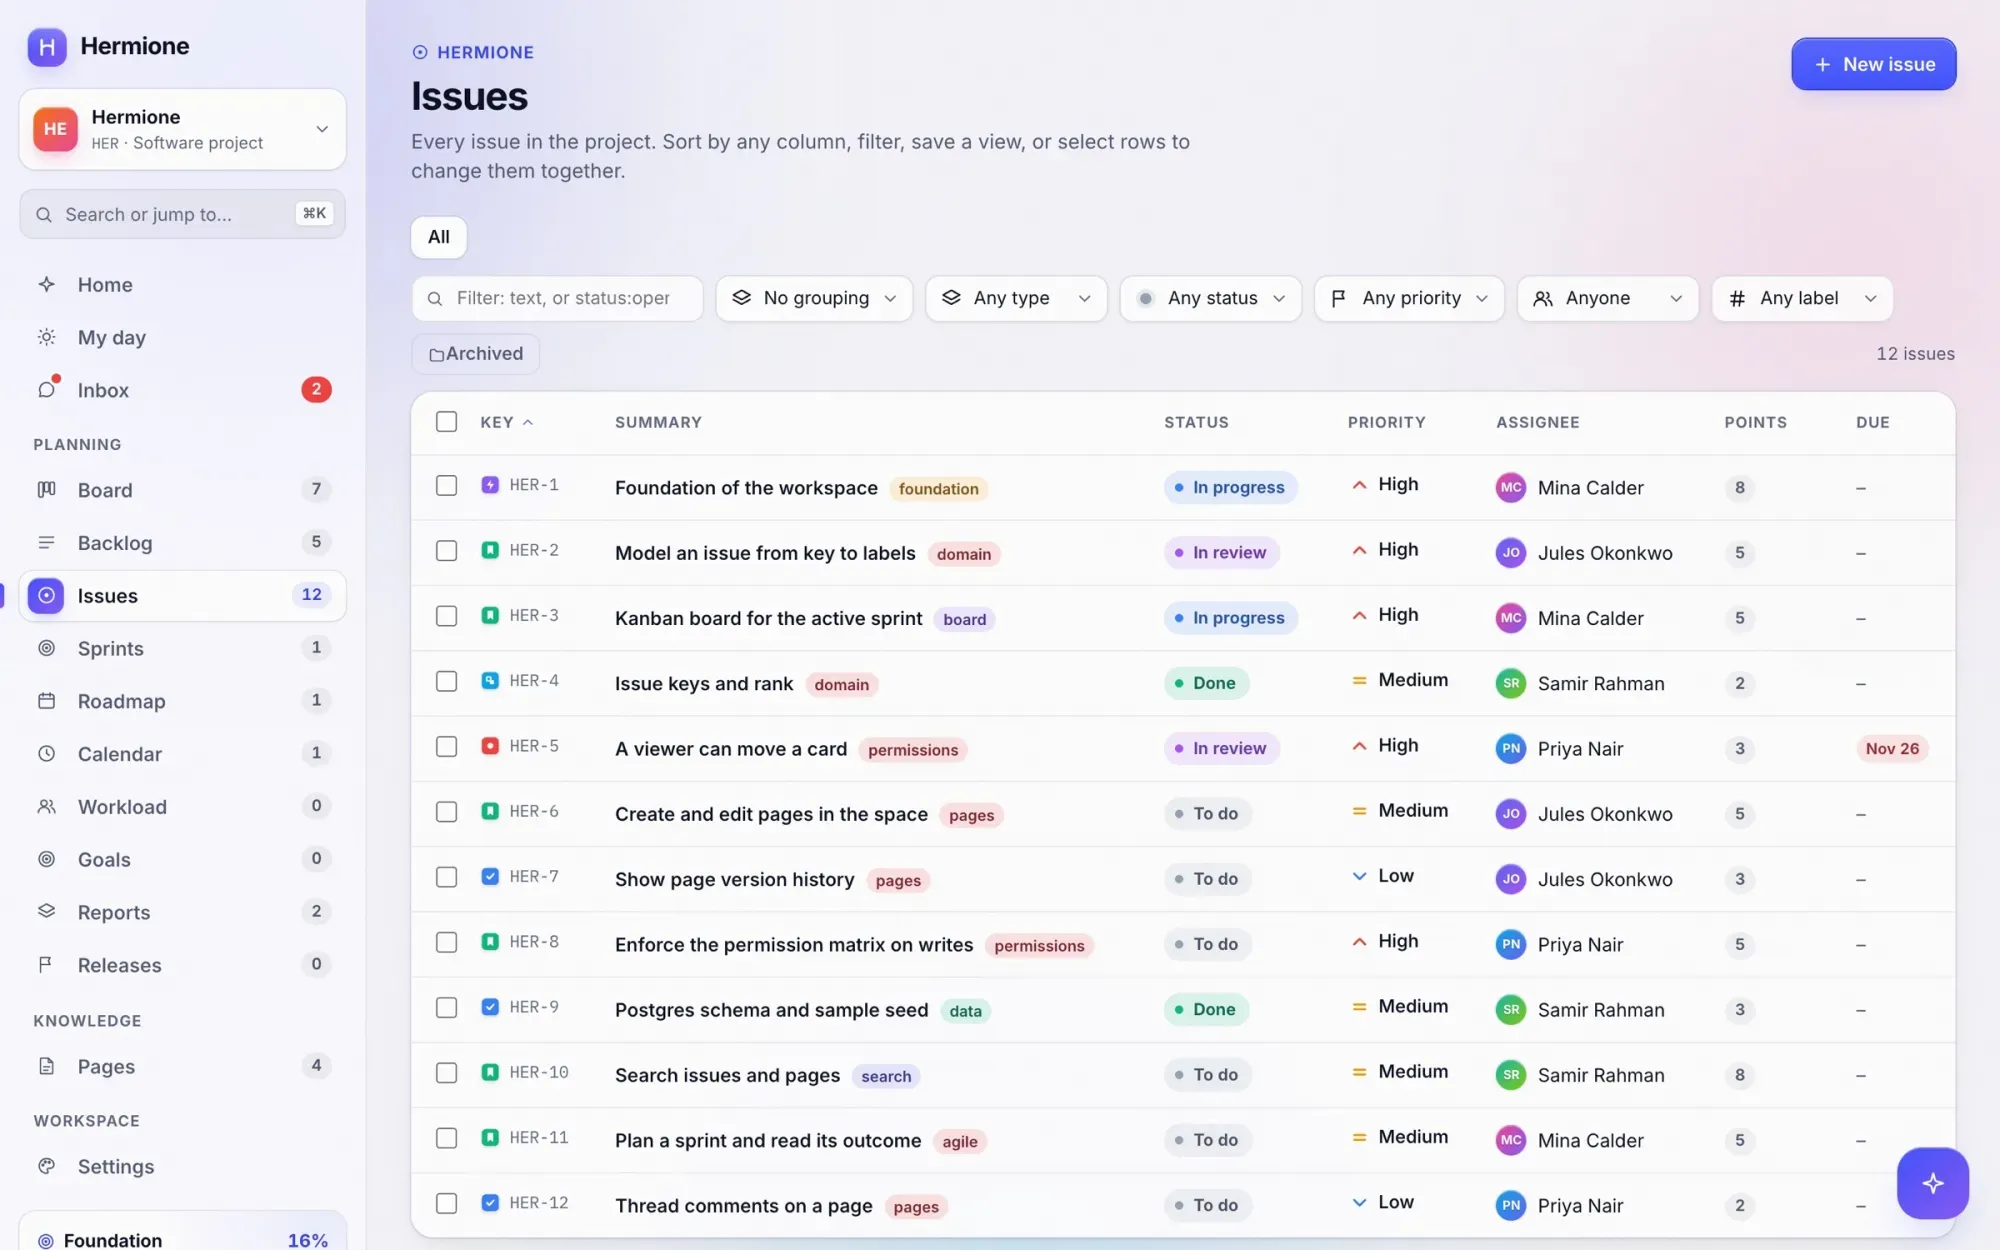 H Hermione
HE Hermione
HER · Software project
Search or jump to... ⌘K
Home
My day
Inbox 2
PLANNING
Board 7
Backlog 5
Issues 12
Sprints 1
Roadmap 1
Calendar 1
Workload 0
Goals 0
Reports 2
Releases 0
KNOWLEDGE
Pages 4
WORKSPACE
Settings
Foundation 16%
HERMIONE
Issues
Every issue in the project. Sort by any column, filter, save a view, or select rows to
change them together.
+ New issue
All
Filter: text, or status:oper No grouping Any type Any status Any priority Anyone # Any label
Archived 12 issues
KEY SUMMARY STATUS PRIORITY ASSIGNEE POINTS DUE
HER-1 Foundation of the workspace foundation In progress High MC Mina Calder 8 –
HER-2 Model an issue from key to labels domain In review High JO Jules Okonkwo 5 –
HER-3 Kanban board for the active sprint board In progress High MC Mina Calder 5 –
HER-4 Issue keys and rank domain Done Medium SR Samir Rahman 2 –
HER-5 A viewer can move a card permissions In review High PN Priya Nair 3 Nov 26
HER-6 Create and edit pages in the space pages To do Medium JO Jules Okonkwo 5 –
HER-7 Show page version history pages To do Low JO Jules Okonkwo 3 –
HER-8 Enforce the permission matrix on writes permissions To do High PN Priya Nair 5 –
HER-9 Postgres schema and sample seed data Done Medium SR Samir Rahman 3 –
HER-10 Search issues and pages search To do Medium SR Samir Rahman 8 –
HER-11 Plan a sprint and read its outcome agile To do Medium MC Mina Calder 5 –
HER-12 Thread comments on a page pages To do Low PN Priya Nair 2 –